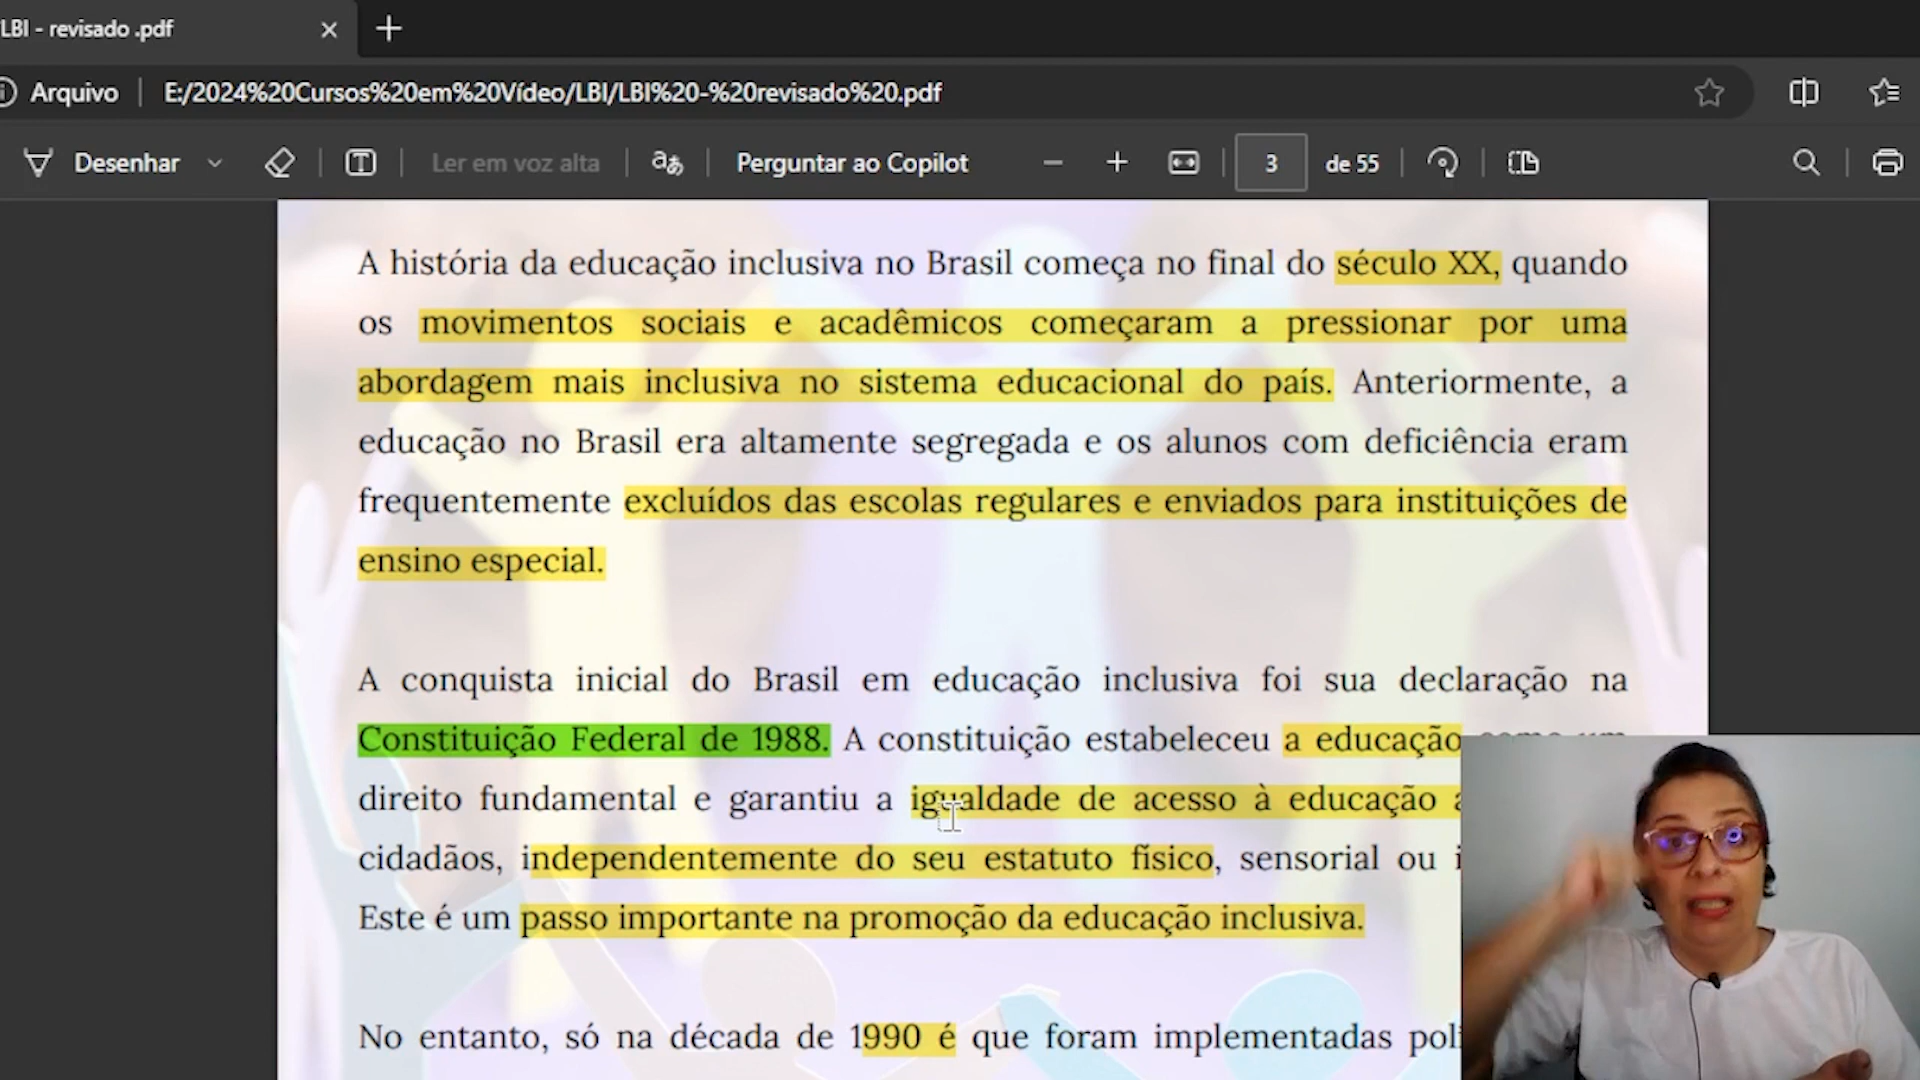 LBI - revisado .pdf
Arquivo E:/2024%20Cursos%20em%20Vídeo/LBI/LBI%20-%20revisado%20.pdf
Desenhar Ler em voz alta aあ Perguntar ao Copilot 3 de 55
A história da educação inclusiva no Brasil começa no final do século XX, quando
os movimentos sociais e acadêmicos começaram a pressionar por uma
abordagem mais inclusiva no sistema educacional do país. Anteriormente, a
educação no Brasil era altamente segregada e os alunos com deficiência eram
frequentemente excluídos das escolas regulares e enviados para instituições de
ensino especial.
A conquista inicial do Brasil em educação inclusiva foi sua declaração na
Constituição Federal de 1988. A constituição estabeleceu a educação
direito fundamental e garantiu a igualdade de acesso à educação
cidadãos, independentemente do seu estatuto físico, sensorial ou
Este é um passo importante na promoção da educação inclusiva.
No entanto, só na década de 1990 é que foram implementadas